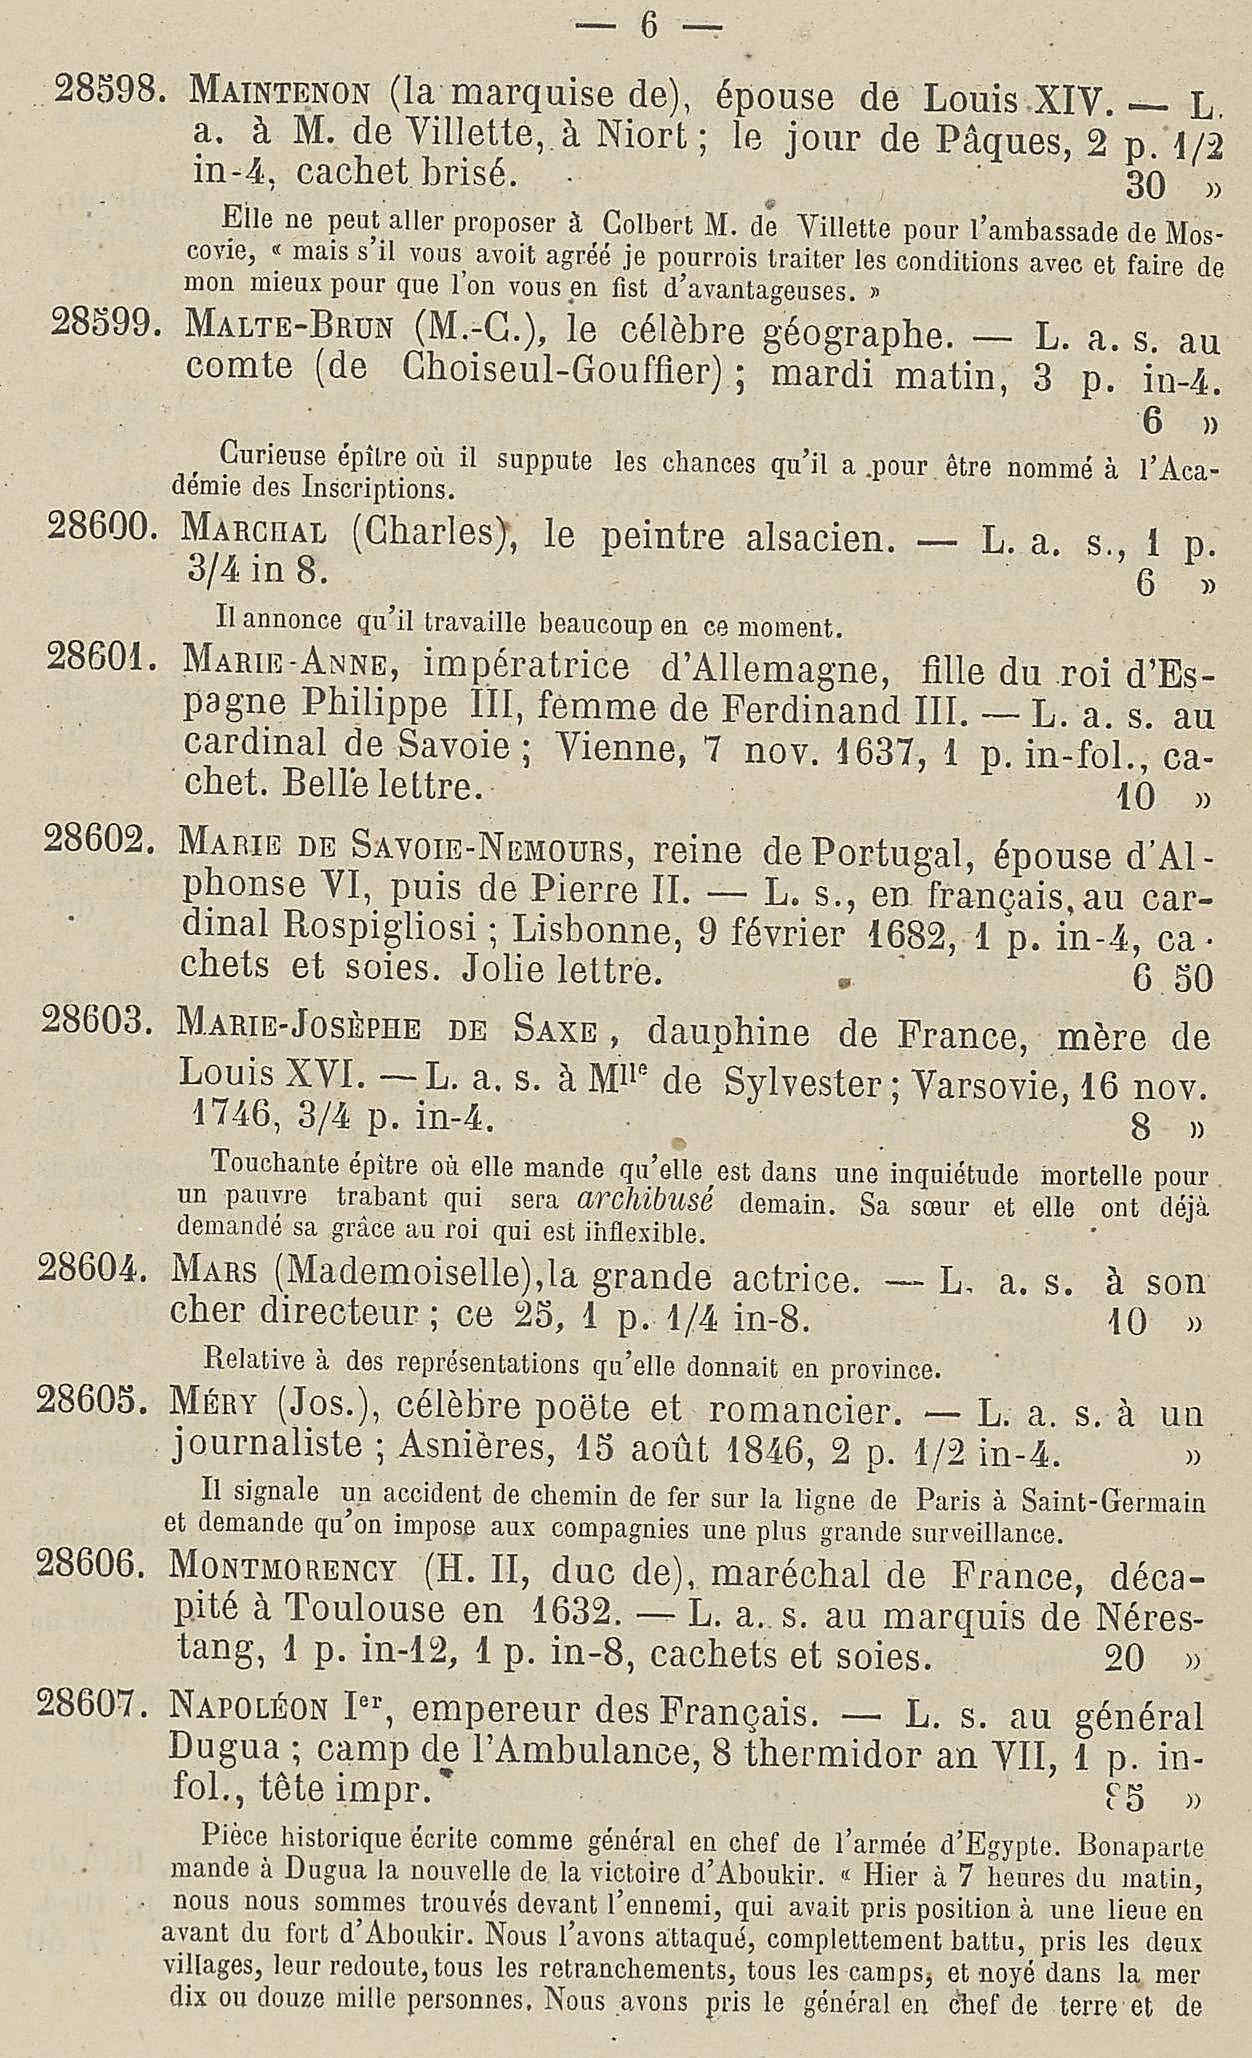 — 6 —
28598. MAINTENON (la marquise de), épouse de Louis XIV. — L.
a. à M. de Villette, à Niort ; le jour de Pâques, 2 p. 1/2
in-4, cachet brisé. 30 »
Elle ne peut aller proposer à Colbert M. de Villette pour l'ambassade de Mos-
covie, « mais s'il vous avoit agréé je pourrois traiter les conditions avec et faire de
mon mieux pour que l'on vous en fist d'avantageuses. »
28599. MALTE-BRUN (M.-C.), le célèbre géographe. — L. a. s. au
comte (de Choiseul-Gouffier) ; mardi matin, 3 p. in-4.
6 »
Curieuse épître où il suppute les chances qu'il a pour être nommé à l'Aca-
démie des Inscriptions.
28600. MARCHAL (Charles), le peintre alsacien. — L. a. s., 1 p.
3/4 in 8. 6 »
Il annonce qu'il travaille beaucoup en ce moment.
28601. MARIE-ANNE, impératrice d'Allemagne, fille du roi d'Es-
pagne Philippe III, femme de Ferdinand III. — L. a. s. au
cardinal de Savoie ; Vienne, 7 nov. 1637, 1 p. in-fol., ca-
chet. Belle lettre. 10 »
28602. MARIE DE SAVOIE-NEMOURS, reine de Portugal, épouse d'Al-
phonse VI, puis de Pierre II. — L. s., en français, au car-
dinal Rospigliosi ; Lisbonne, 9 février 1682, 1 p. in-4, ca-
chets et soies. Jolie lettre. 6 50
28603. MARIE-JOSÈPHE DE SAXE, dauphine de France, mère de
Louis XVI. — L. a. s. à Mlle de Sylvester ; Varsovie, 16 nov.
1746, 3/4 p. in-4. 8 »
Touchante épître où elle mande qu'elle est dans une inquiétude mortelle pour
un pauvre trabant qui sera archibusé demain. Sa sœur et elle ont déjà
demandé sa grâce au roi qui est inflexible.
28604. MARS (Mademoiselle), la grande actrice. — L. a. s. à son
cher directeur ; ce 25, 1 p. 1/4 in-8. 10 »
Relative à des représentations qu'elle donnait en province.
28605. MÉRY (Jos.), célèbre poëte et romancier. — L. a. s. à un
journaliste ; Asnières, 15 août 1846, 2 p. 1/2 in-4. »
Il signale un accident de chemin de fer sur la ligne de Paris à Saint-Germain
et demande qu'on impose aux compagnies une plus grande surveillance.
28606. MONTMORENCY (H. II, duc de), maréchal de France, déca-
pité à Toulouse en 1632. — L. a. s. au marquis de Néres-
tang, 1 p. in-12, 1 p. in-8, cachets et soies. 20 »
28607. NAPOLÉON Ier, empereur des Français. — L. s. au général
Dugua ; camp de l'Ambulance, 8 thermidor an VII, 1 p. in-
fol., tête impr. »
Pièce historique écrite comme général en chef de l'armée d'Egypte. Bonaparte
mande à Dugua la nouvelle de la victoire d'Aboukir. « Hier à 7 heures du matin,
nous nous sommes trouvés devant l'ennemi, qui avait pris position à une lieue en
avant du fort d'Aboukir. Nous l'avons attaqué, complettement battu, pris les deux
villages, leur redoute, tous les retranchements, tous les camps, et noyé dans la mer
dix ou douze mille personnes. Nous avons pris le général en chef de terre et de